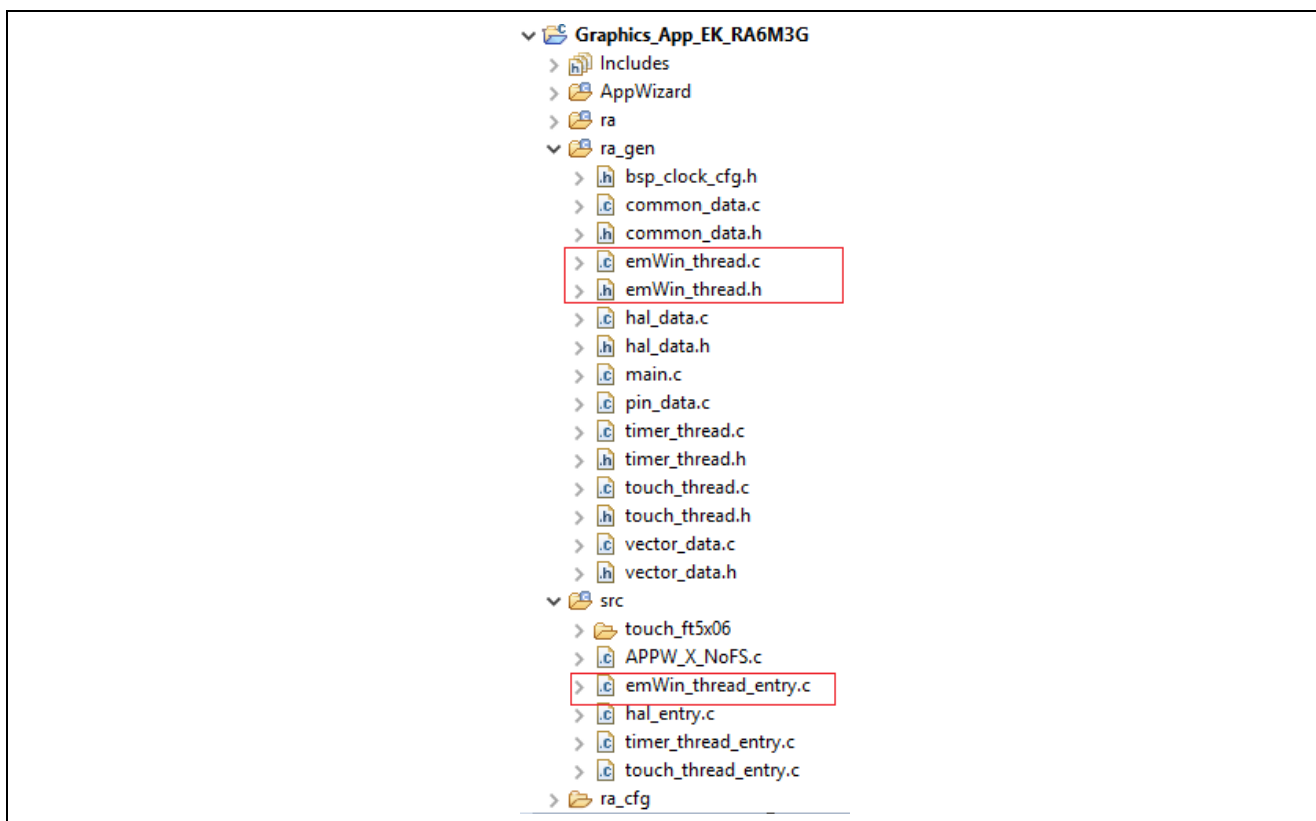 Graphics_App_EK_RA6M3G
Includes
AppWizard
ra
ra_gen
bsp_clock_cfg.h
common_data.c
common_data.h
emWin_thread.c
emWin_thread.h
hal_data.c
hal_data.h
main.c
pin_data.c
timer_thread.c
timer_thread.h
touch_thread.c
touch_thread.h
vector_data.c
vector_data.h
src
touch_ft5x06
APPW_X_NoFS.c
emWin_thread_entry.c
hal_entry.c
timer_thread_entry.c
touch_thread_entry.c
ra_cfg